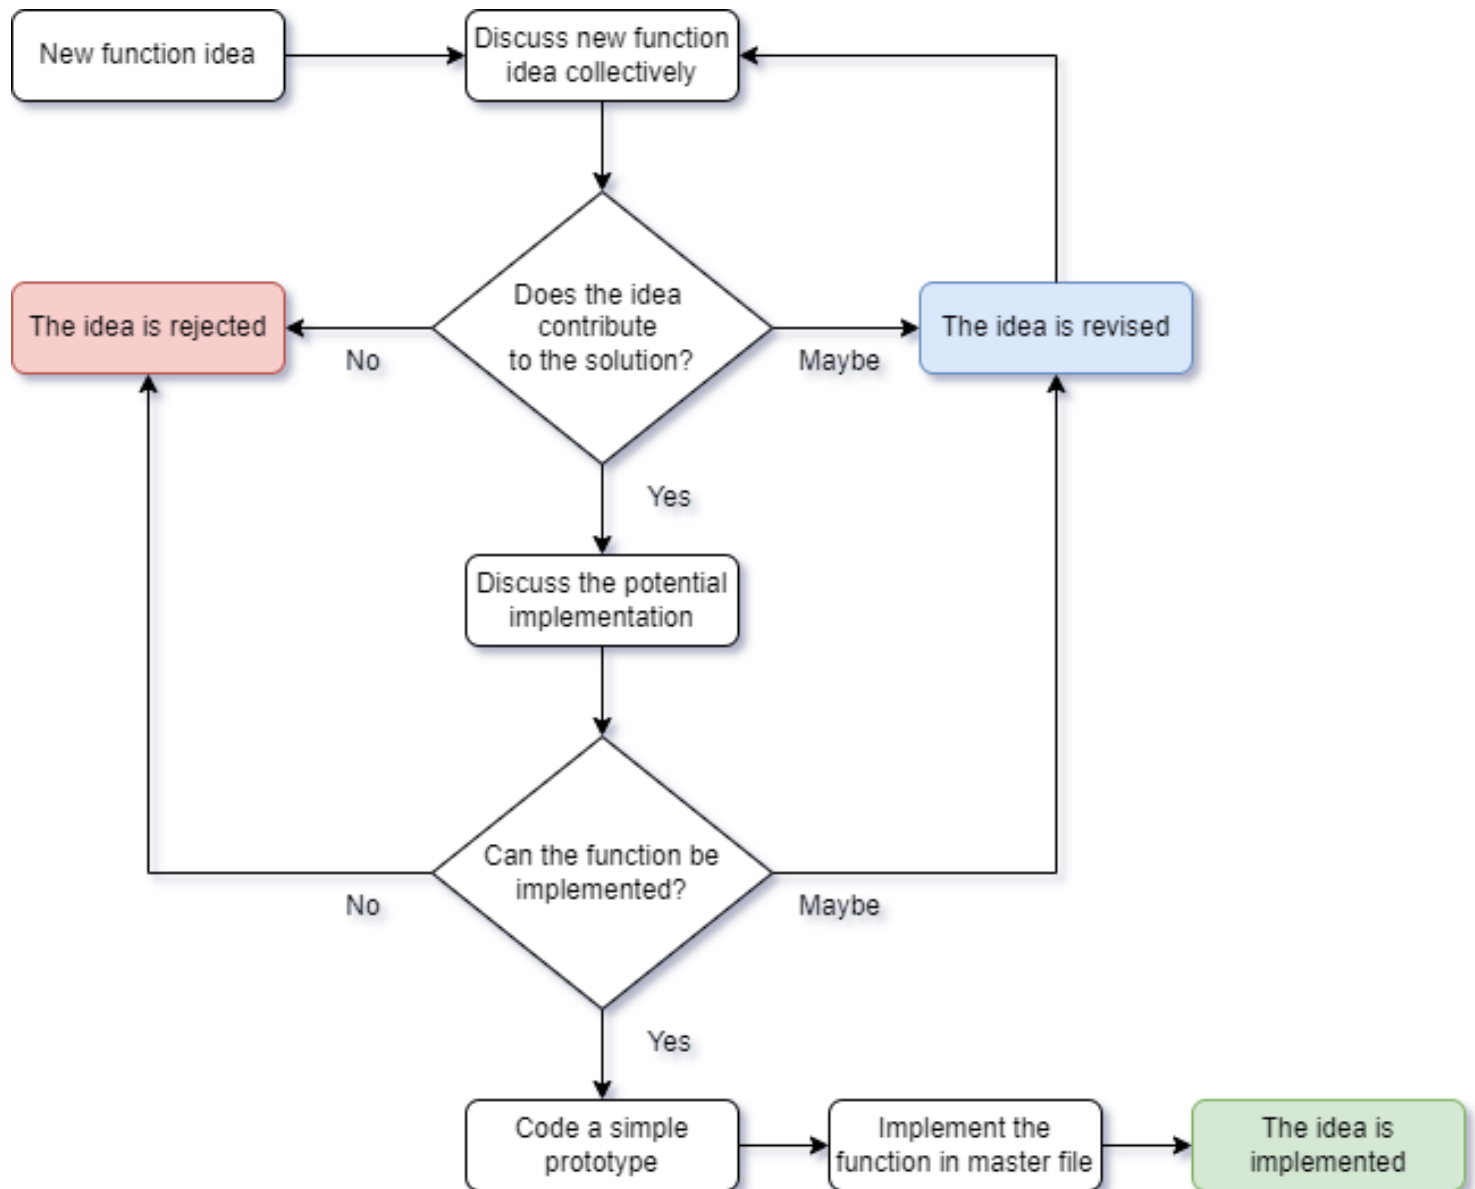 New function idea
Discuss new function
idea collectively
Does the idea
contribute
to the solution?
The idea is rejected
No
Maybe
The idea is revised
Yes
Discuss the potential
implementation
Can the function be
implemented?
No
Maybe
Yes
Code a simple
prototype
Implement the
function in master file
The idea is
implemented